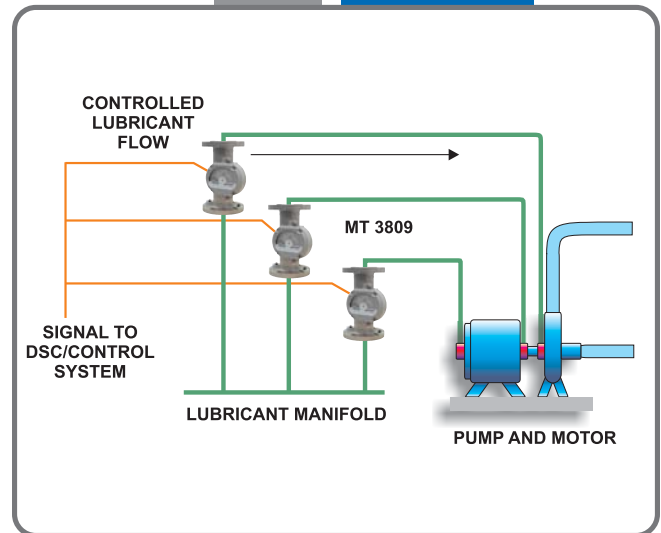 CONTROLLED
LUBRICANT
FLOW
MT 3809
SIGNAL TO
DSC/CONTROL
SYSTEM
LUBRICANT MANIFOLD
PUMP AND MOTOR